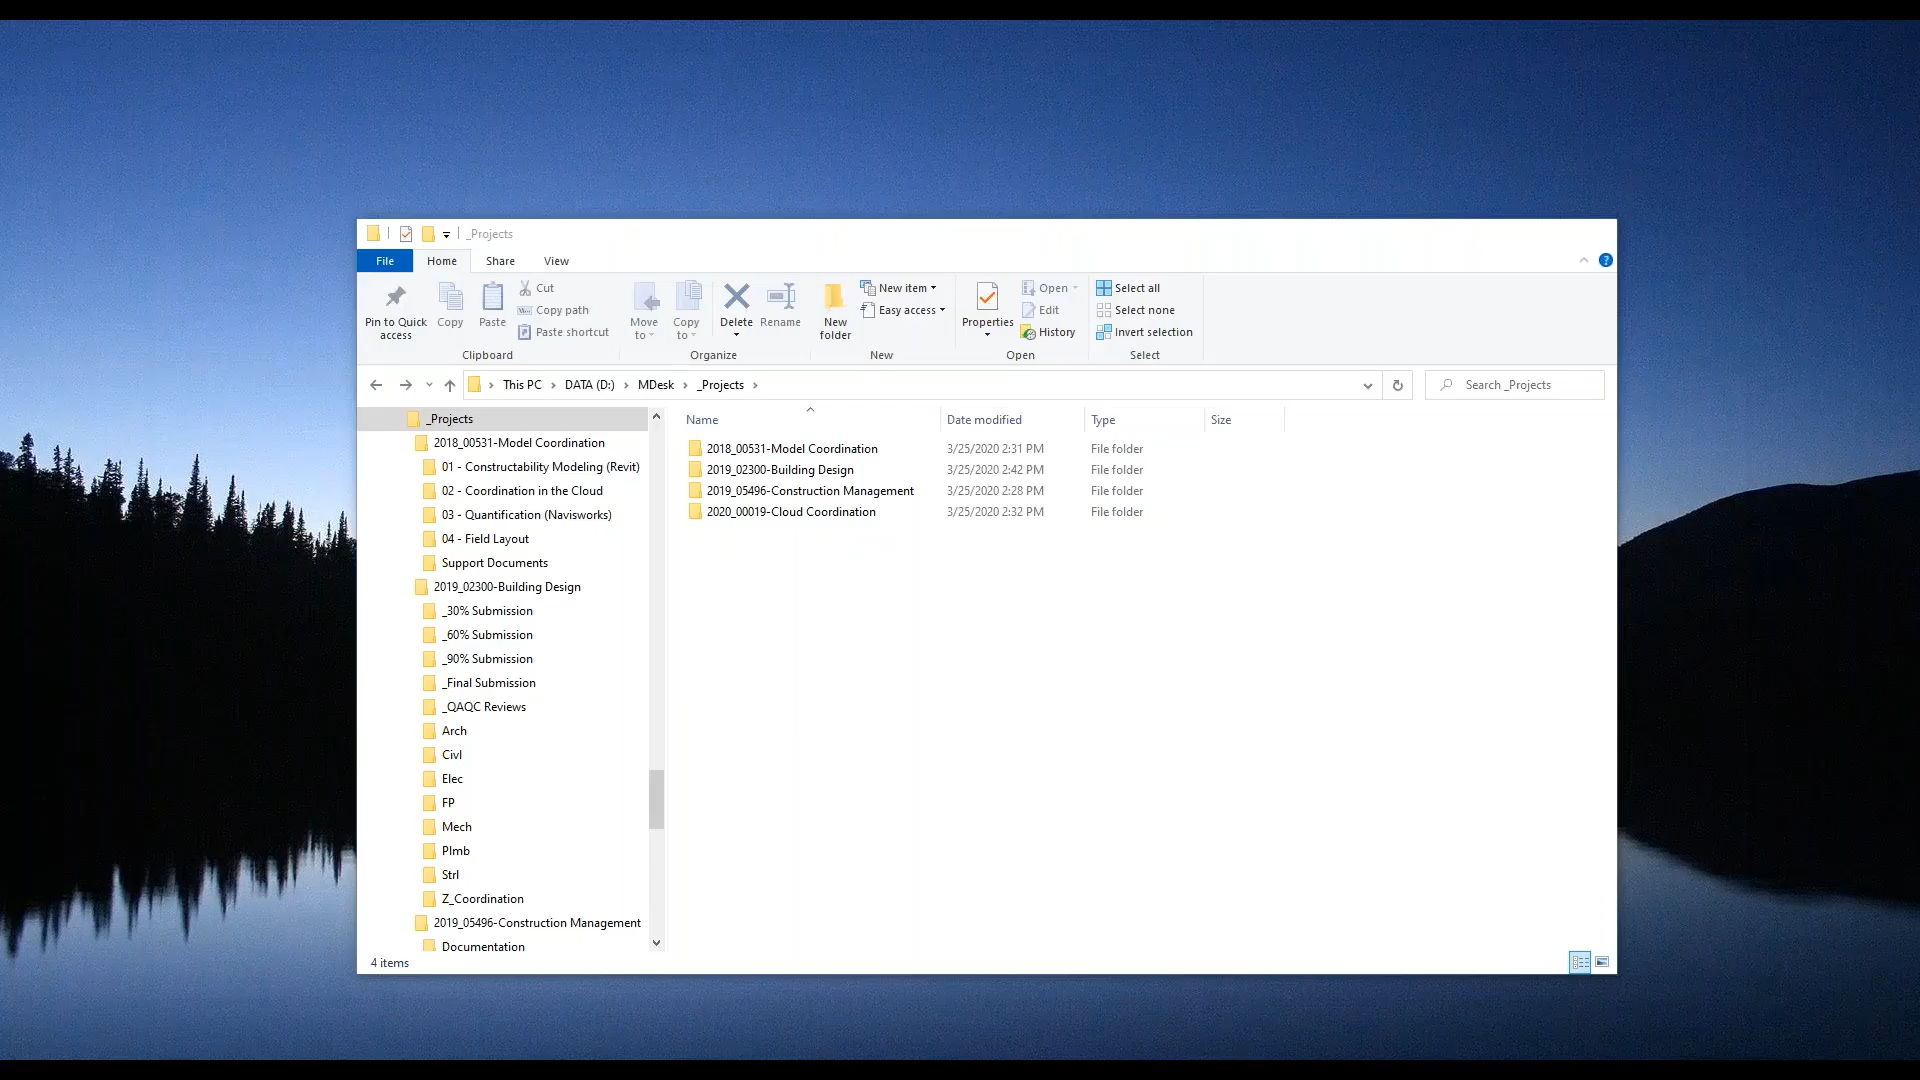 _Projects
File Home Share View
Pin to Quick access
Copy
Paste
Cut
Copy path
Paste shortcut
Clipboard
Move to
Copy to
Delete
Rename
Organize
New folder
New item
Easy access
New
Properties
Open
Edit
History
Open
Select all
Select none
Invert selection
Select
This PC > DATA (D:) > MDesk > _Projects >
Search _Projects
_Projects
2018_00531-Model Coordination
01 - Constructability Modeling (Revit)
02 - Coordination in the Cloud
03 - Quantification (Navisworks)
04 - Field Layout
Support Documents
2019_02300-Building Design
_30% Submission
_60% Submission
_90% Submission
_Final Submission
_QAQC Reviews
Arch
Civl
Elec
FP
Mech
Plmb
Strl
Z_Coordination
2019_05496-Construction Management
Documentation
Name Date modified Type Size
2018_00531-Model Coordination 3/25/2020 2:31 PM File folder
2019_02300-Building Design 3/25/2020 2:42 PM File folder
2019_05496-Construction Management 3/25/2020 2:28 PM File folder
2020_00019-Cloud Coordination 3/25/2020 2:32 PM File folder
4 items